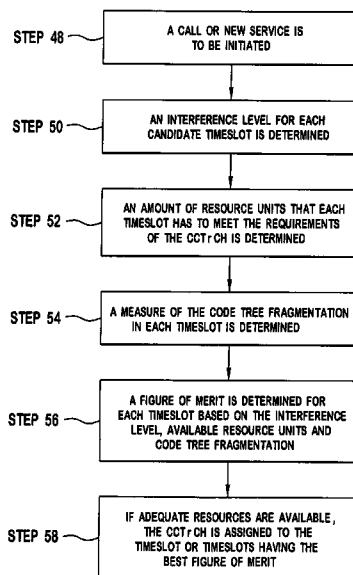 STEP 48
A CALL OR NEW SERVICE IS
TO BE INITIATED
STEP 50
AN INTERFERENCE LEVEL FOR EACH
CANDIDATE TIMESLOT IS DETERMINED
STEP 52
AN AMOUNT OF RESOURCE UNITS THAT EACH
TIMESLOT HAS TO MEET THE REQUIREMENTS
OF THE CCTrCH IS DETERMINED
STEP 54
A MEASURE OF THE CODE TREE FRAGMENTATION
IN EACH TIMESLOT IS DETERMINED
STEP 56
A FIGURE OF MERIT IS DETERMINED FOR
EACH TIMESLOT BASED ON THE INTERFERENCE
LEVEL, AVAILABLE RESOURCE UNITS AND
CODE TREE FRAGMENTATION
STEP 58
IF ADEQUATE RESOURCES ARE AVAILABLE,
THE CCTrCH IS ASSIGNED TO THE
TIMESLOT OR TIMESLOTS HAVING THE
BEST FIGURE OF MERIT